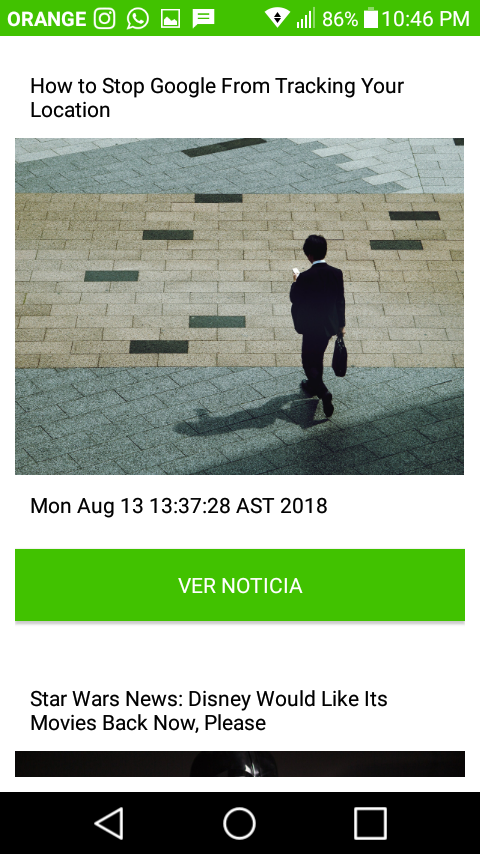 ORANGE 86% 10:46 PM
How to Stop Google From Tracking Your
Location
Mon Aug 13 13:37:28 AST 2018
VER NOTICIA
Star Wars News: Disney Would Like Its
Movies Back Now, Please